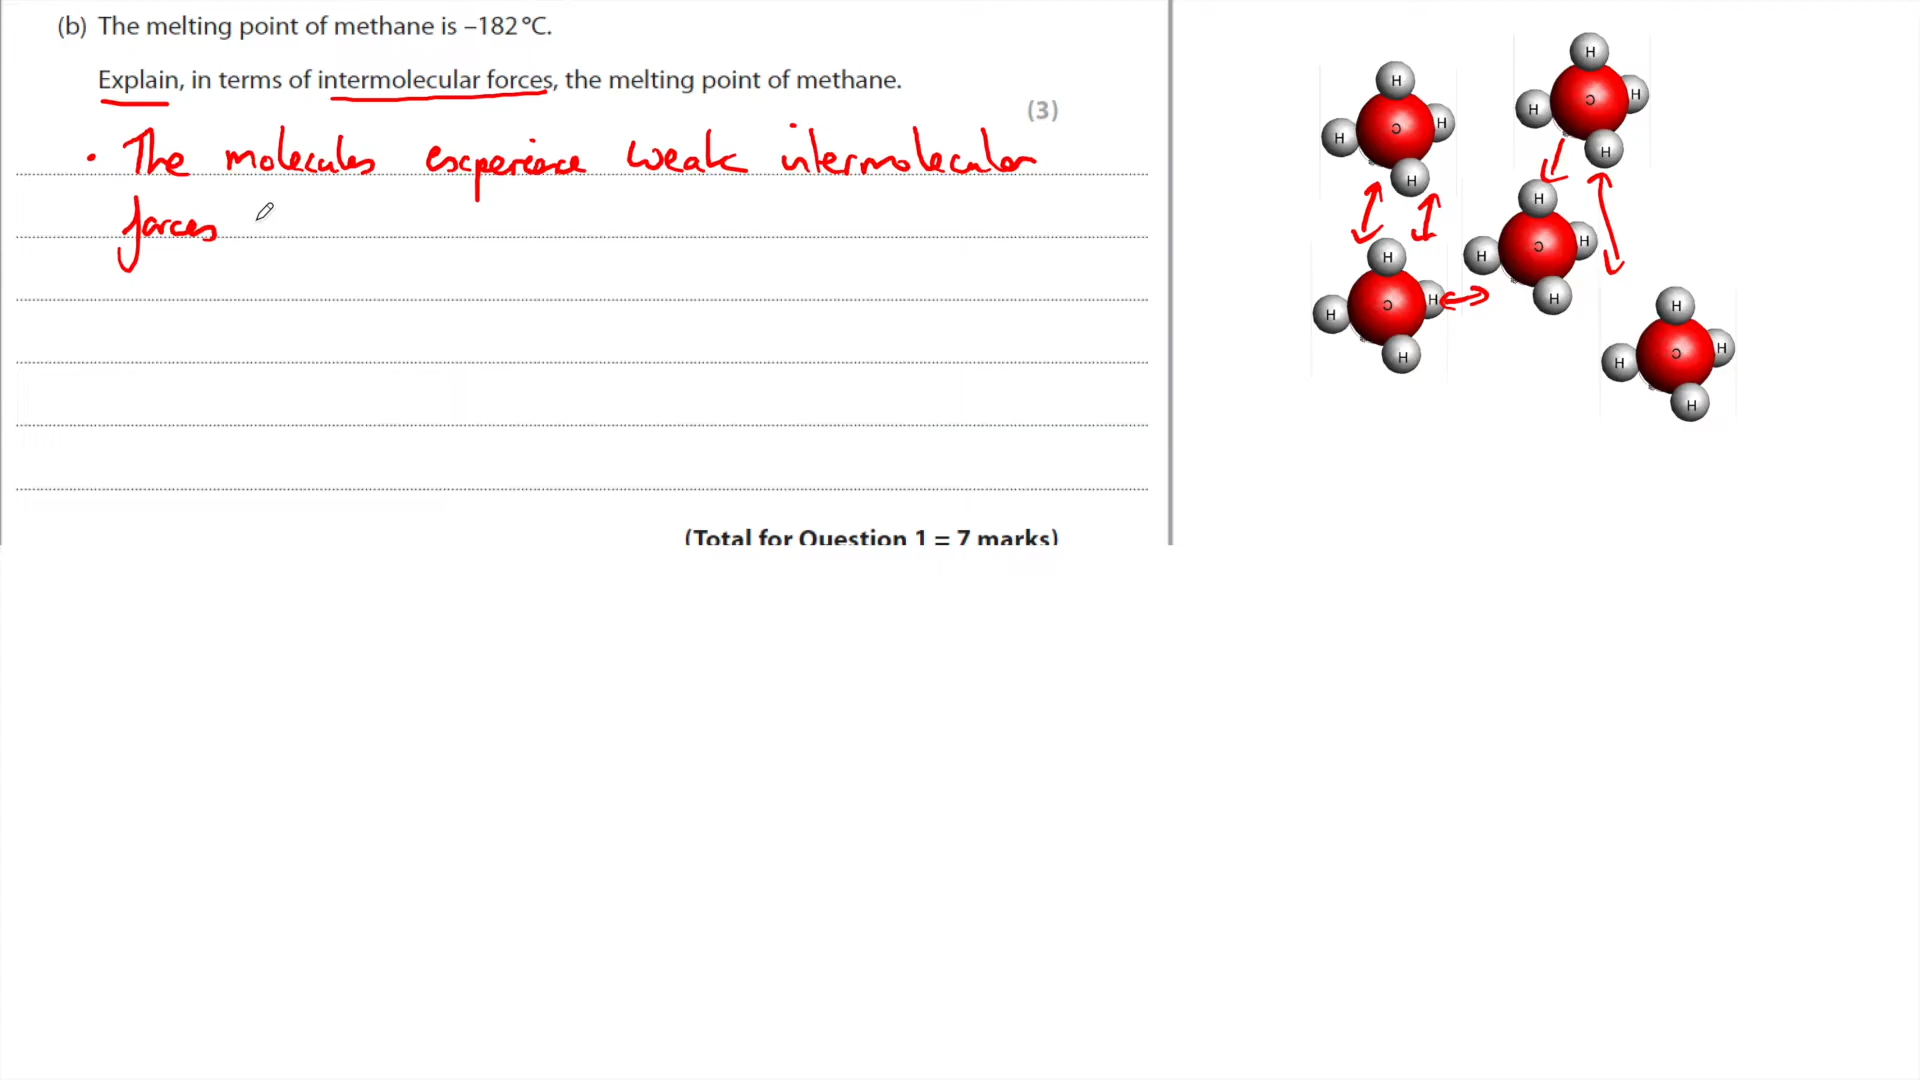 (b) The melting point of methane is –182 °C.
Explain, in terms of intermolecular forces, the melting point of methane.
(3)
• The molecules experience weak intermolecular
forces
(Total for Question 1 = 7 marks)
H
H
C
H
H
H
H
C
H
H
H
H
C
H
H
H
H
C
H
H
H
H
C
H
H